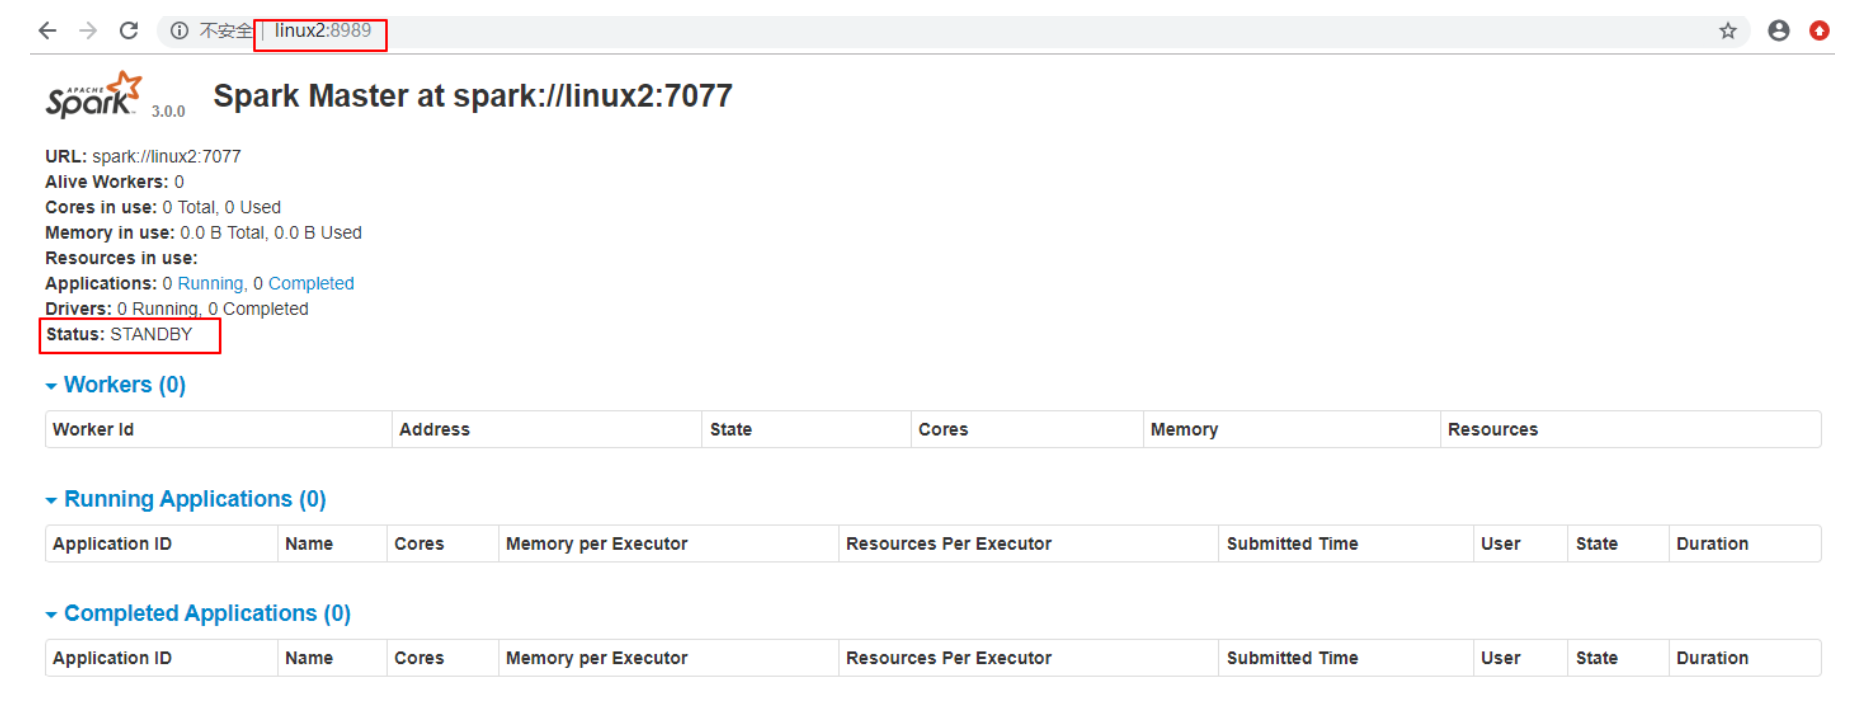 不安全 linux2:8989
APACHE Spark 3.0.0 Spark Master at spark://linux2:7077
URL: spark://linux2:7077
Alive Workers: 0
Cores in use: 0 Total, 0 Used
Memory in use: 0.0 B Total, 0.0 B Used
Resources in use:
Applications: 0 Running, 0 Completed
Drivers: 0 Running, 0 Completed
Status: STANDBY
Workers (0)
Worker Id Address State Cores Memory Resources
Running Applications (0)
Application ID Name Cores Memory per Executor Resources Per Executor Submitted Time User State Duration
Completed Applications (0)
Application ID Name Cores Memory per Executor Resources Per Executor Submitted Time User State Duration